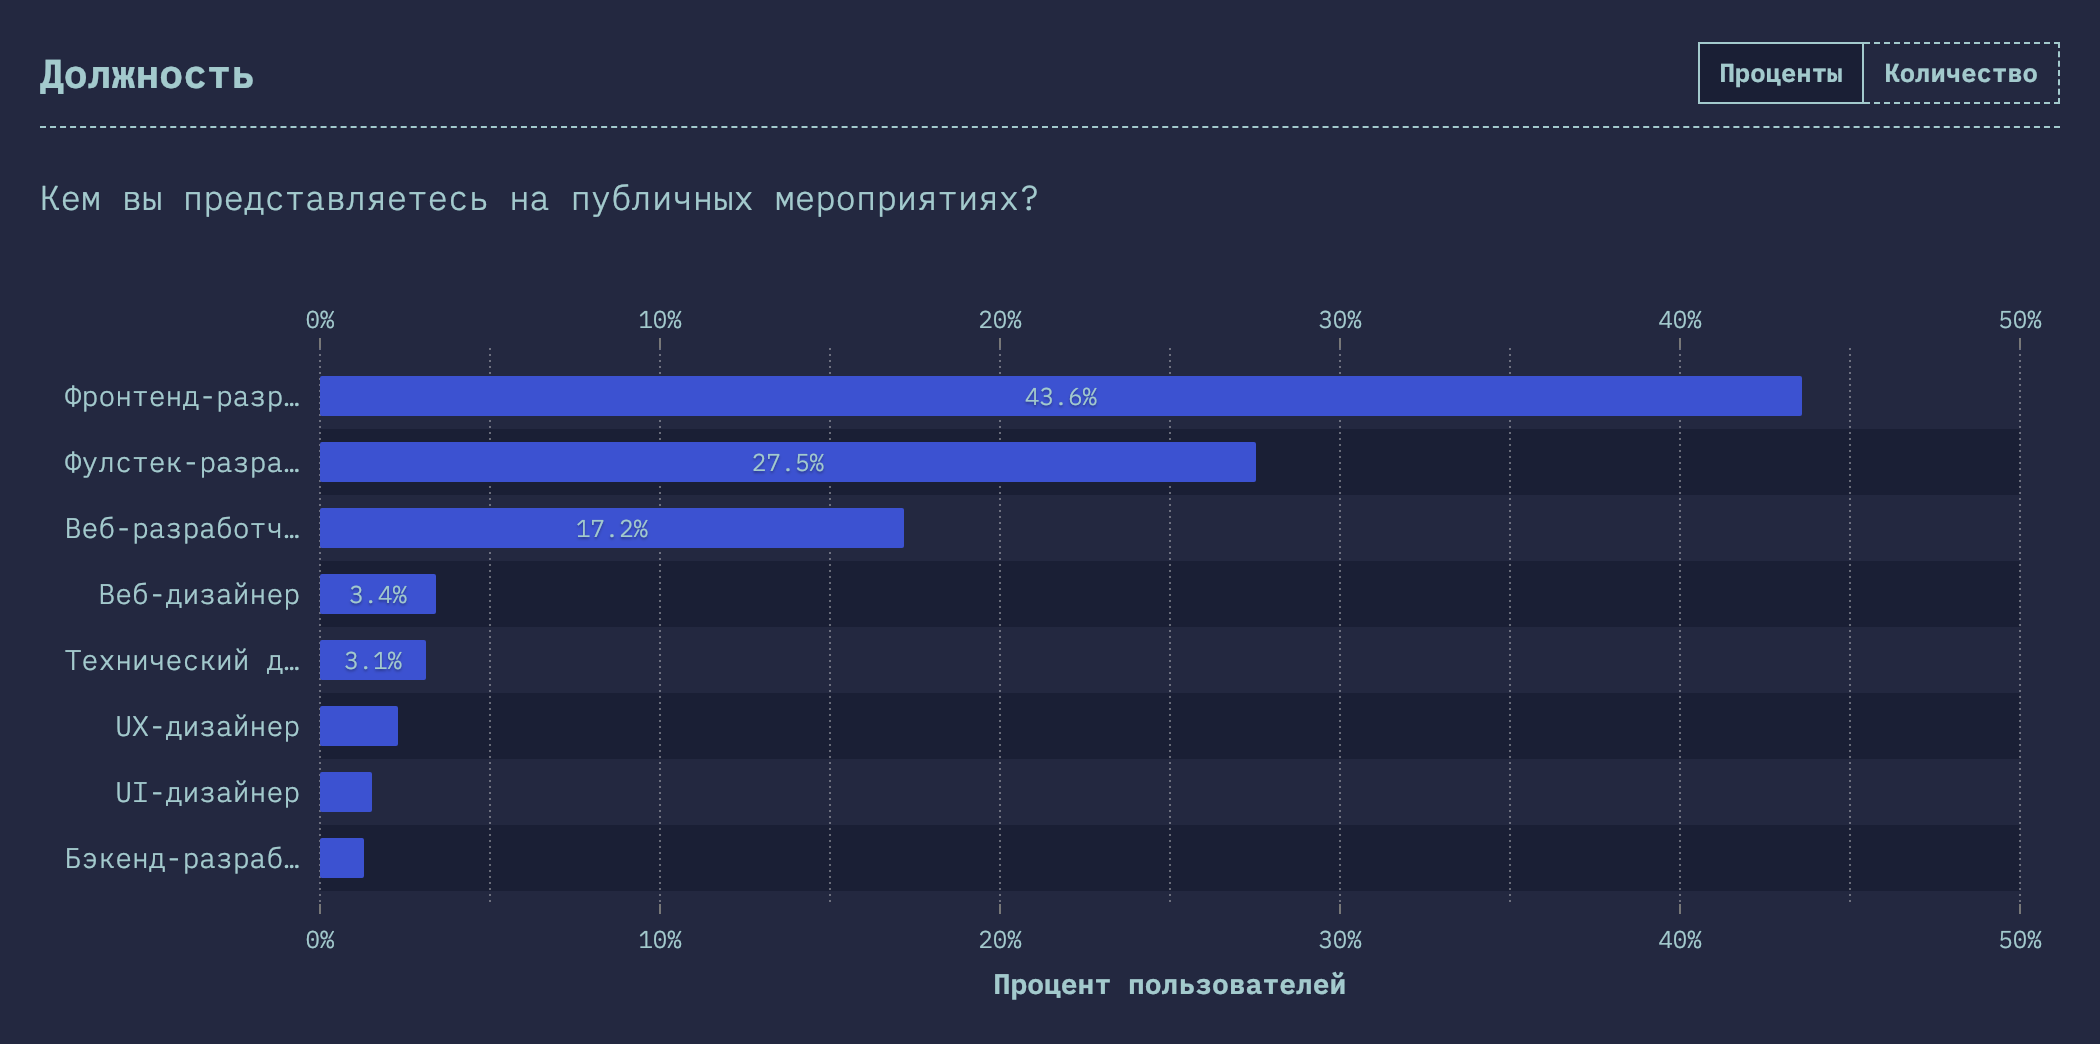 Должность
Проценты Количество
Кем вы представляетесь на публичных мероприятиях?
0% 10% 20% 30% 40% 50%
Фронтенд-разр… 43.6%
Фулстек-разра… 27.5%
Веб-разработч… 17.2%
Веб-дизайнер 3.4%
Технический д… 3.1%
UX-дизайнер
UI-дизайнер
Бэкенд-разраб…
0% 10% 20% 30% 40% 50%
Процент пользователей